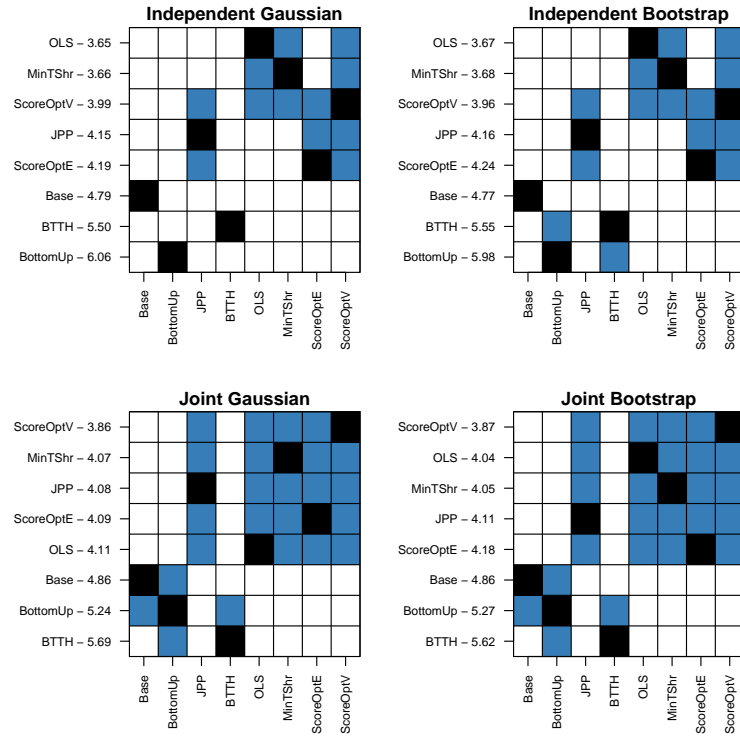 Independent Gaussian
OLS − 3.65
MinTShr − 3.66
ScoreOptV − 3.99
JPP − 4.15
ScoreOptE − 4.19
Base − 4.79
BTTH − 5.50
BottomUp − 6.06
Base
BottomUp
JPP
BTTH
OLS
MinTShr
ScoreOptE
ScoreOptV
Independent Bootstrap
OLS − 3.67
MinTShr − 3.68
ScoreOptV − 3.96
JPP − 4.16
ScoreOptE − 4.24
Base − 4.77
BTTH − 5.55
BottomUp − 5.98
Base
BottomUp
JPP
BTTH
OLS
MinTShr
ScoreOptE
ScoreOptV
Joint Gaussian
ScoreOptV − 3.86
MinTShr − 4.07
JPP − 4.08
ScoreOptE − 4.09
OLS − 4.11
Base − 4.86
BottomUp − 5.24
BTTH − 5.69
Base
BottomUp
JPP
BTTH
OLS
MinTShr
ScoreOptE
ScoreOptV
Joint Bootstrap
ScoreOptV − 3.87
OLS − 4.04
MinTShr − 4.05
JPP − 4.11
ScoreOptE − 4.18
Base − 4.86
BottomUp − 5.27
BTTH − 5.62
Base
BottomUp
JPP
BTTH
OLS
MinTShr
ScoreOptE
ScoreOptV